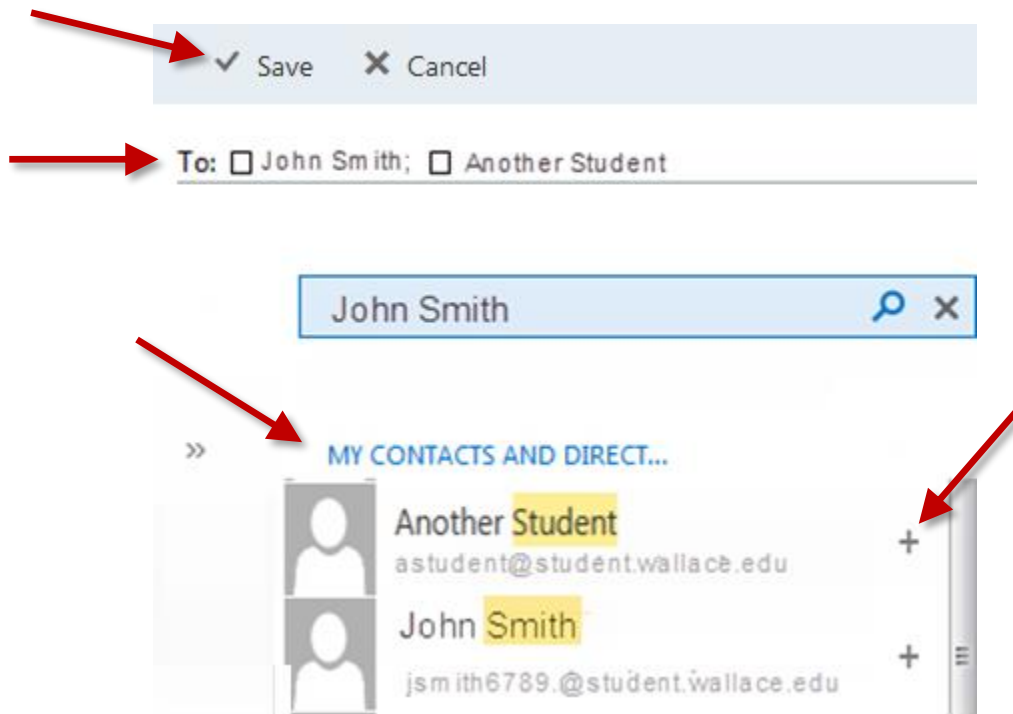 Save Cancel
To: John Smith; Another Student
John Smith
MY CONTACTS AND DIRECT...
Another Student
astudent@student.wallace.edu
John Smith
jsmith6789.@student.wallace.edu